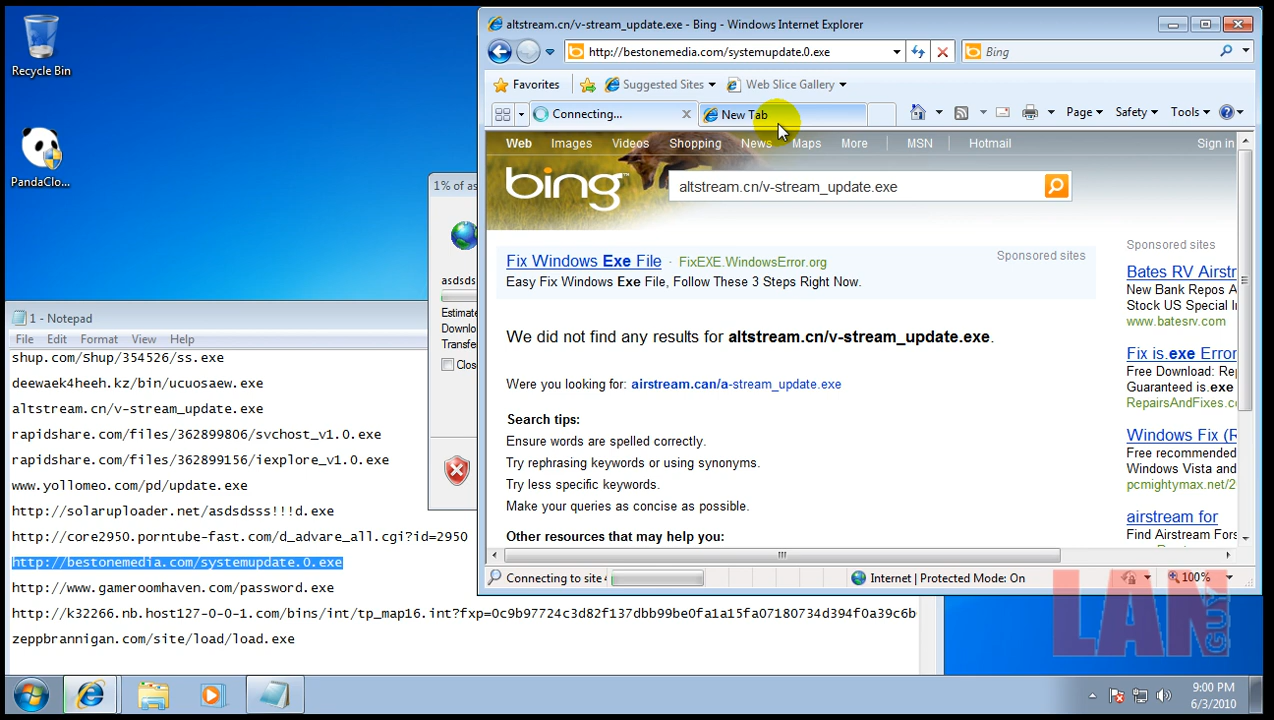 Recycle Bin
PandaClo...
altstream.cn/v-stream_update.exe - Bing - Windows Internet Explorer
http://bestonemedia.com/systemupdate.0.exe
Bing
Favorites
Suggested Sites
Web Slice Gallery
Connecting...
New Tab
Page
Safety
Tools
Web Images Videos Shopping News Maps More MSN Hotmail Sign in
bing
altstream.cn/v-stream_update.exe
Sponsored sites
Fix Windows Exe File · FixEXE.WindowsError.org
Easy Fix Windows Exe File, Follow These 3 Steps Right Now.
Sponsored sites
We did not find any results for altstream.cn/v-stream_update.exe.
Were you looking for: airstream.can/a-stream_update.exe
Search tips:
Ensure words are spelled correctly.
Try rephrasing keywords or using synonyms.
Try less specific keywords.
Make your queries as concise as possible.
Other resources that may help you:
Bates RV Airstr
New Bank Repos A
Stock US Special I
www.batesrv.com
Fix is.exe Error
Free Download: Rep
Guaranteed is.exe
RepairsAndFixes.c
Windows Fix (R
Free recommended
Windows Vista and
pcmightymax.net/2
airstream for
Find Airstream Fors
Connecting to site
Internet | Protected Mode: On
100%
1% of as
asdsds
Estimate
Downlo
Transfe
Clos
1 - Notepad
File Edit Format View Help
shup.com/Shup/354526/ss.exe
deewaek4heeh.kz/bin/ucuosaew.exe
altstream.cn/v-stream_update.exe
rapidshare.com/files/362899806/svchost_v1.0.exe
rapidshare.com/files/362899156/iexplore_v1.0.exe
www.yollomeo.com/pd/update.exe
http://solaruploader.net/asdsdsss!!!d.exe
http://core2950.porntube-fast.com/d_advare_all.cgi?id=2950
http://bestonemedia.com/systemupdate.0.exe
http://www.gameroomhaven.com/password.exe
http://k32266.nb.host127-0-0-1.com/bins/int/tp_map16.int?fxp=0c9b97724c3d82f137dbb99be0fa1a15fa07180734d394f0a39c6b
zeppbrannigan.com/site/load/load.exe
LAN
GUY
9:00 PM
6/3/2010